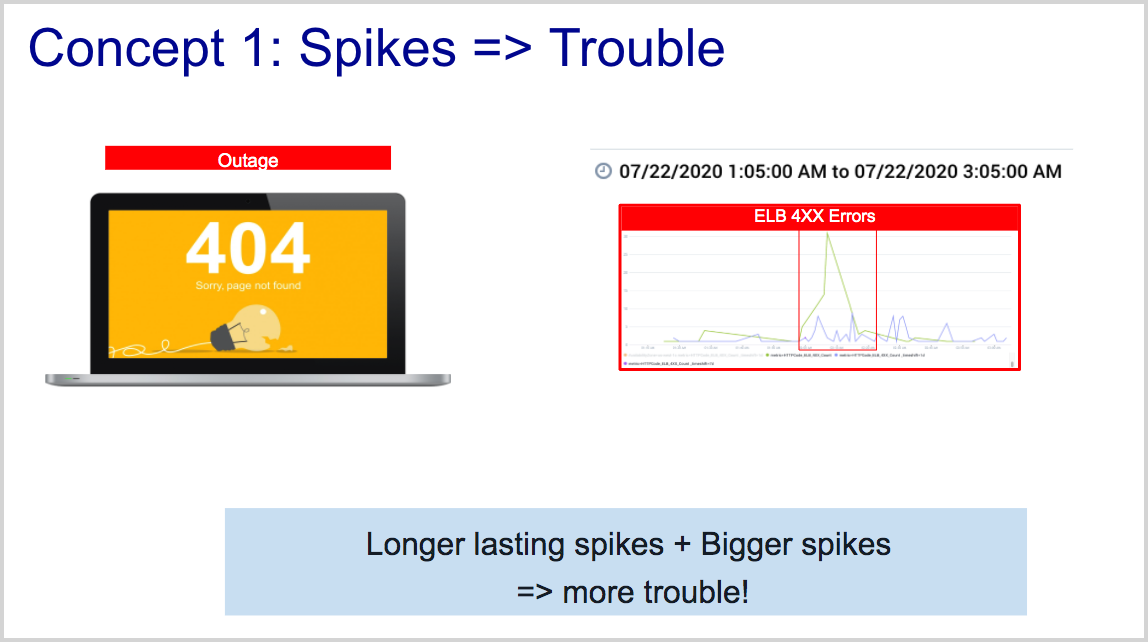 Concept 1: Spikes => Trouble
Outage
404
Sorry, page not found
07/22/2020 1:05:00 AM to 07/22/2020 3:05:00 AM
ELB 4XX Errors
Longer lasting spikes + Bigger spikes
=> more trouble!